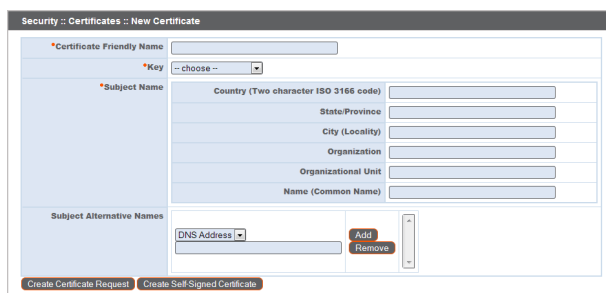 Security :: Certificates :: New Certificate
*Certificate Friendly Name
*Key -- choose --
*Subject Name
Country (Two character ISO 3166 code)
State/Province
City (Locality)
Organization
Organizational Unit
Name (Common Name)
Subject Alternative Names
DNS Address Add
Remove
Create Certificate Request Create Self-Signed Certificate